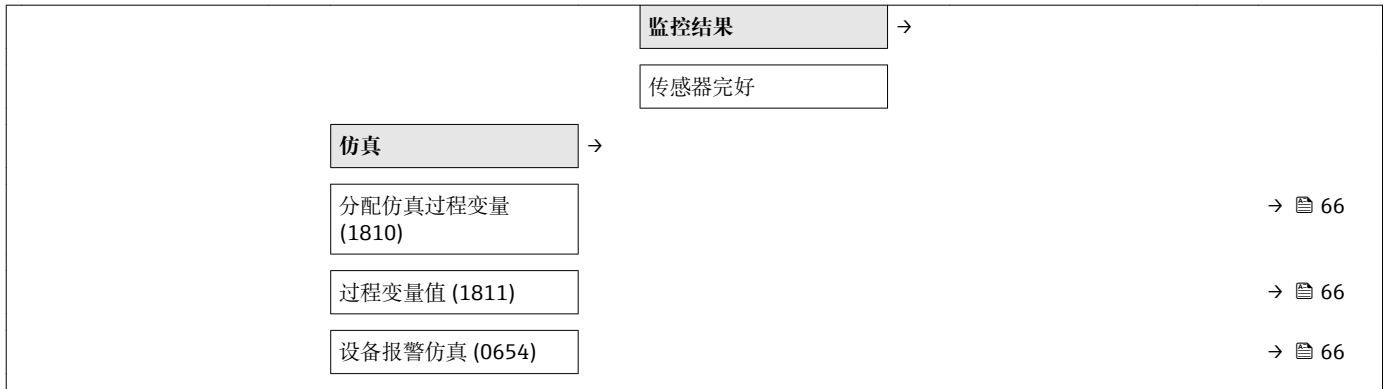 监控结果 →
传感器完好
仿真 →
分配仿真过程变量 → 66
(1810)
过程变量值 (1811) → 66
设备报警仿真 (0654) → 66